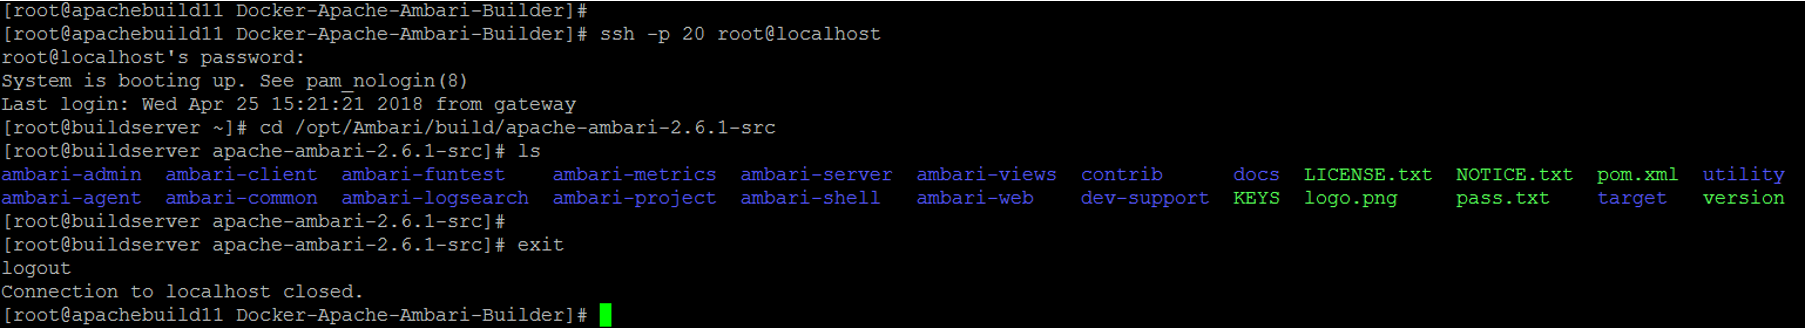 [root@apachebuild11 Docker-Apache-Ambari-Builder]#
[root@apachebuild11 Docker-Apache-Ambari-Builder]# ssh -p 20 root@localhost
root@localhost's password:
System is booting up. See pam_nologin(8)
Last login: Wed Apr 25 15:21:21 2018 from gateway
[root@buildserver ~]# cd /opt/Ambari/build/apache-ambari-2.6.1-src
[root@buildserver apache-ambari-2.6.1-src]# ls
ambari-admin  ambari-client  ambari-funtest    ambari-metrics  ambari-server  ambari-views  contrib      docs  LICENSE.txt  NOTICE.txt  pom.xml  utility
ambari-agent  ambari-common  ambari-logsearch  ambari-project  ambari-shell   ambari-web    dev-support  KEYS  logo.png     pass.txt    target   version
[root@buildserver apache-ambari-2.6.1-src]#
[root@buildserver apache-ambari-2.6.1-src]# exit
logout
Connection to localhost closed.
[root@apachebuild11 Docker-Apache-Ambari-Builder]#